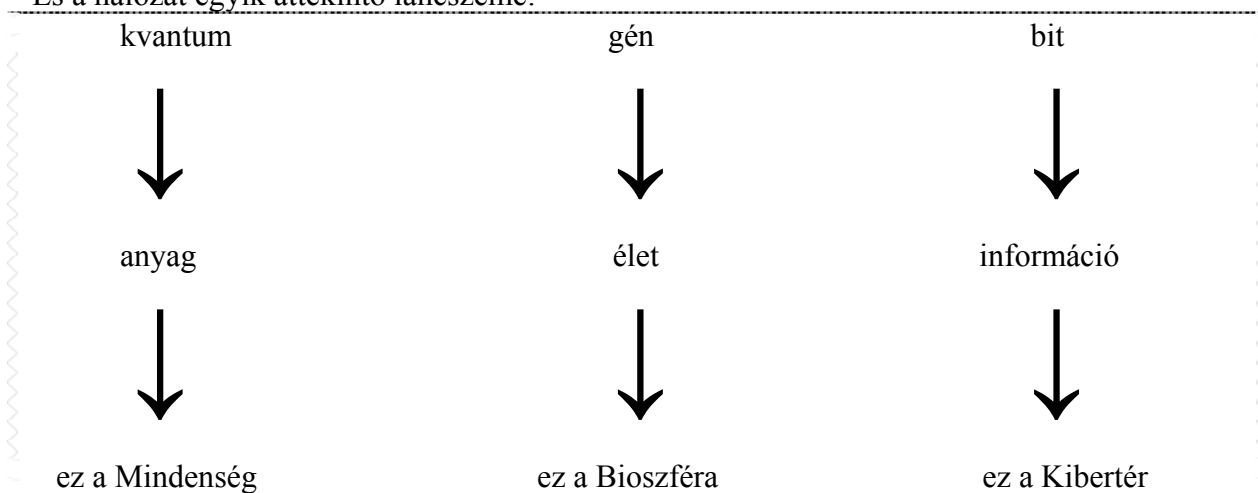 kvantum gén bit
anyag élet információ
ez a Mindenség ez a Bioszféra ez a Kibertér